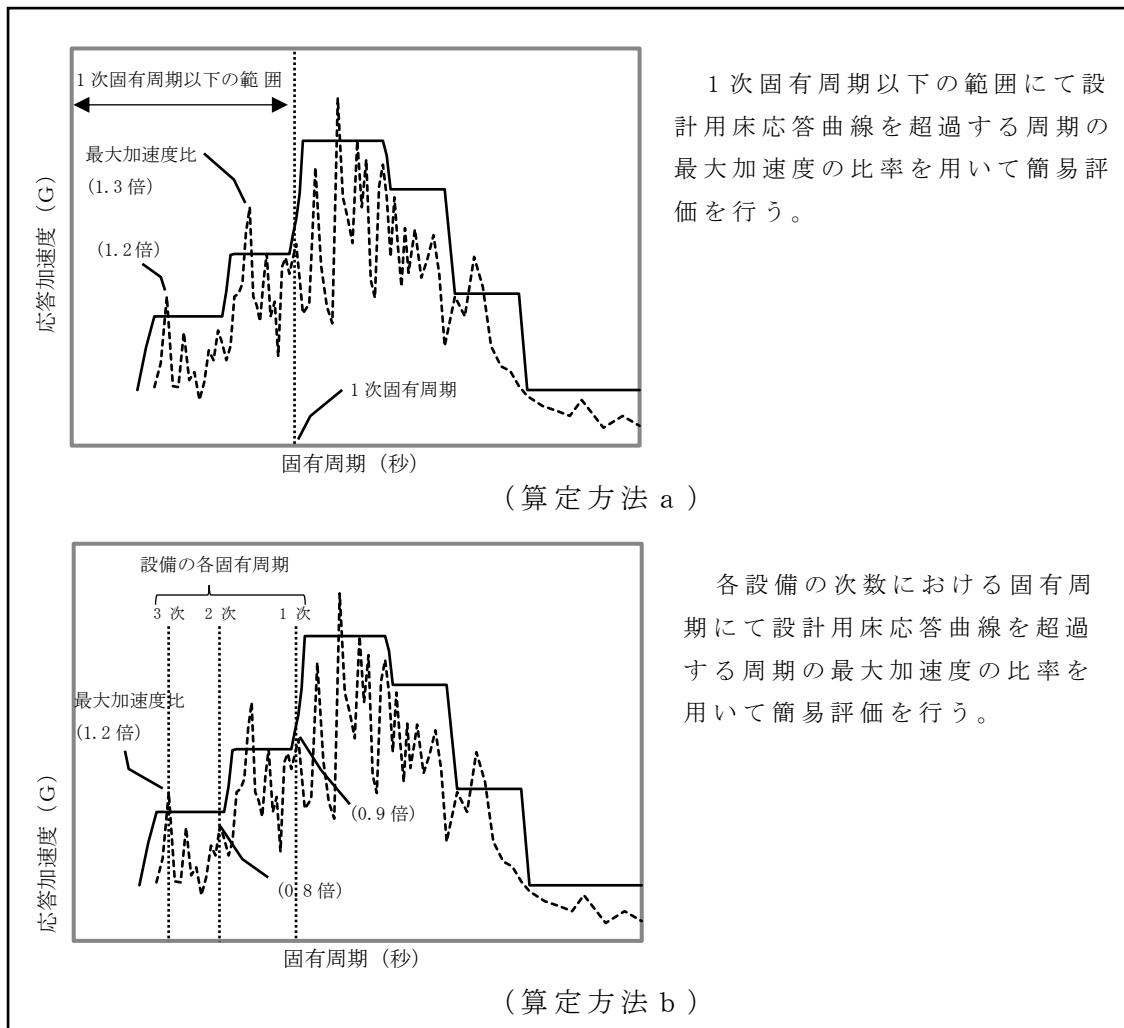 1次固有周期以下の範囲
最大加速度比
(1.3倍)
(1.2倍)
応答加速度(G)
1次固有周期
固有周期(秒)
1次固有周期以下の範囲にて設
計用床応答曲線を超過する周期の
最大加速度の比率を用いて簡易評
価を行う。
(算定方法a)
設備の各固有周期
3次 2次 1次
最大加速度比
(1.2倍)
(0.9倍)
(0.8倍)
応答加速度(G)
固有周期(秒)
各設備の次数における固有周
期にて設計用床応答曲線を超過
する周期の最大加速度の比率を
用いて簡易評価を行う。
(算定方法b)